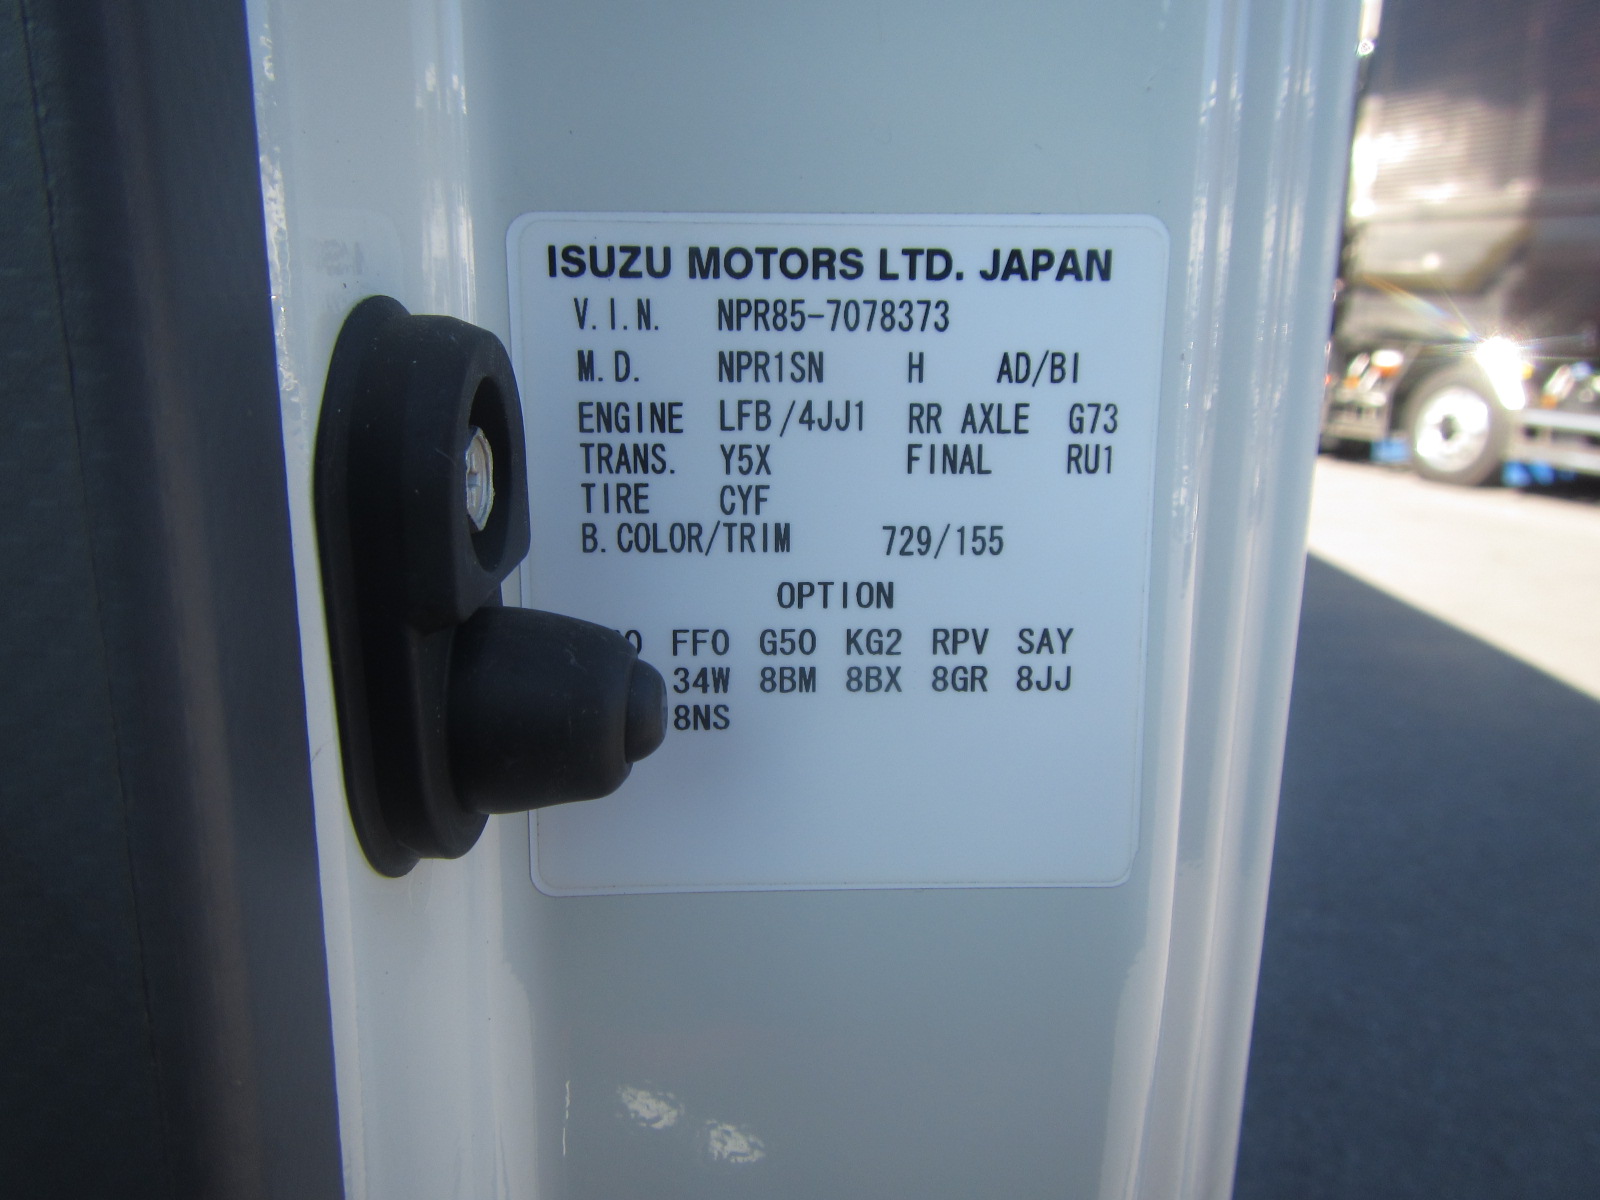 ISUZU MOTORS LTD. JAPAN
V.I.N. NPR85-7078373
M.D. NPR1SN H AD/BI
ENGINE LFB/4JJ1 RR AXLE G73
TRANS. Y5X FINAL RU1
TIRE CYF
B.COLOR/TRIM 729/155
OPTION
FF0 G50 KG2 RPV SAY
34W 8BM 8BX 8GR 8JJ
8NS